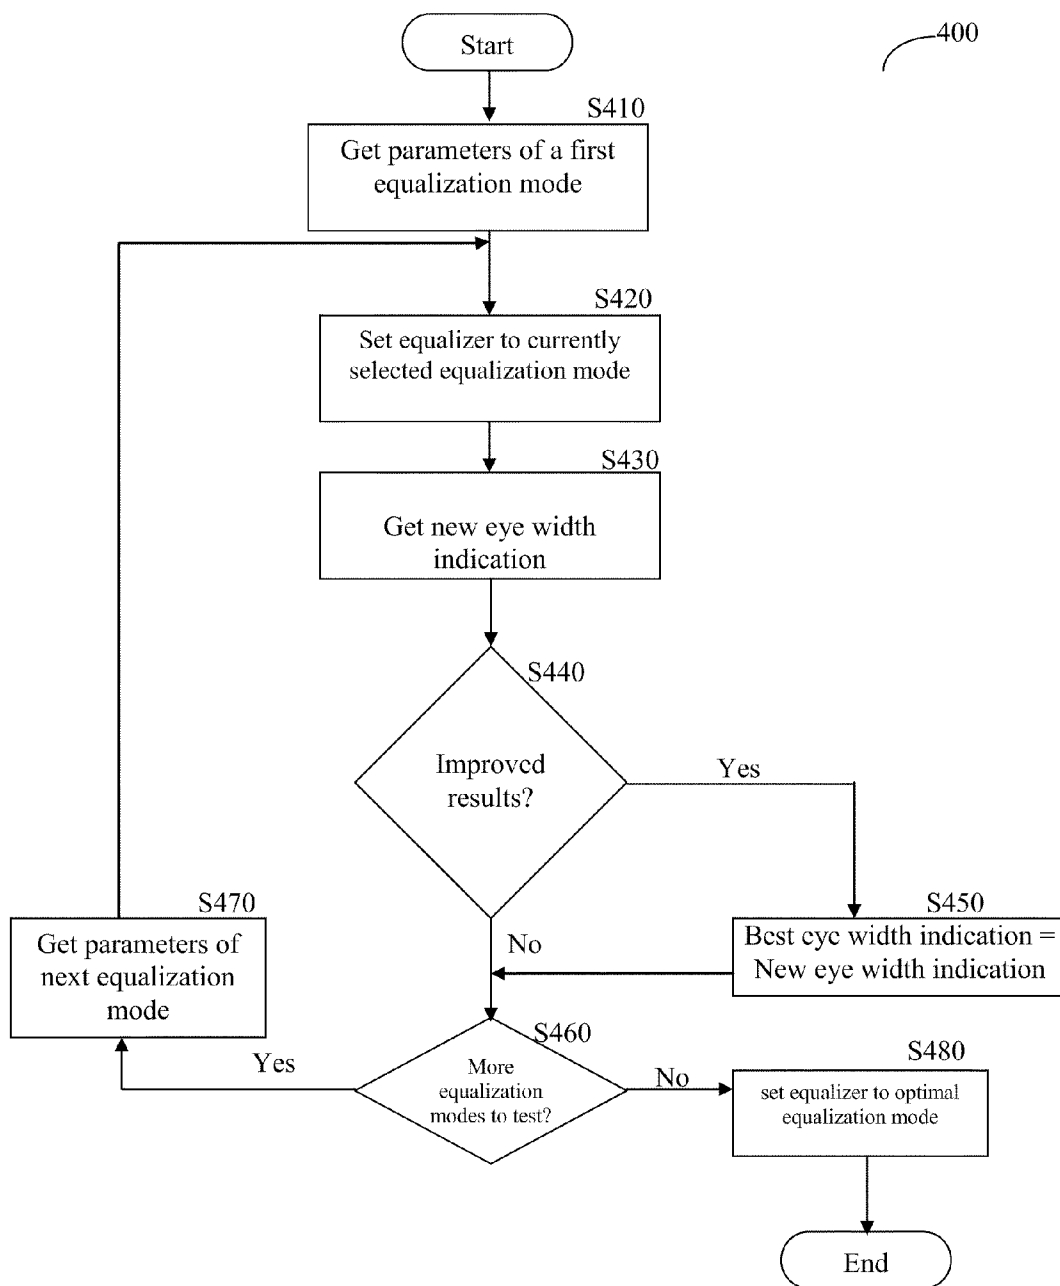 Start
400
S410
Get parameters of a first
equalization mode
S420
Set equalizer to currently
selected equalization mode
S430
Get new eye width
indication
S440
Improved
results?
Yes
S450
Best eye width indication =
New eye width indication
No
S470
Get parameters of
next equalization
mode
S460
More
equalization
modes to test?
Yes
No
S480
set equalizer to optimal
equalization mode
End